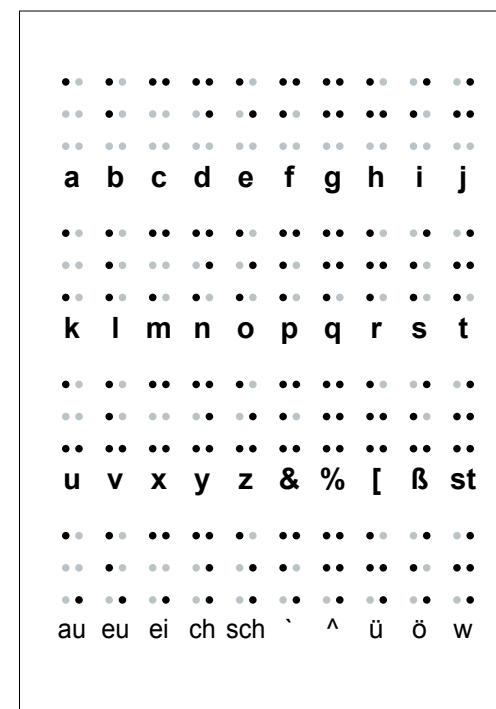 a b c d e f g h i j
k l m n o p q r s t
u v x y z & % [ ß st
au eu ei ch sch ` ^ ü ö w